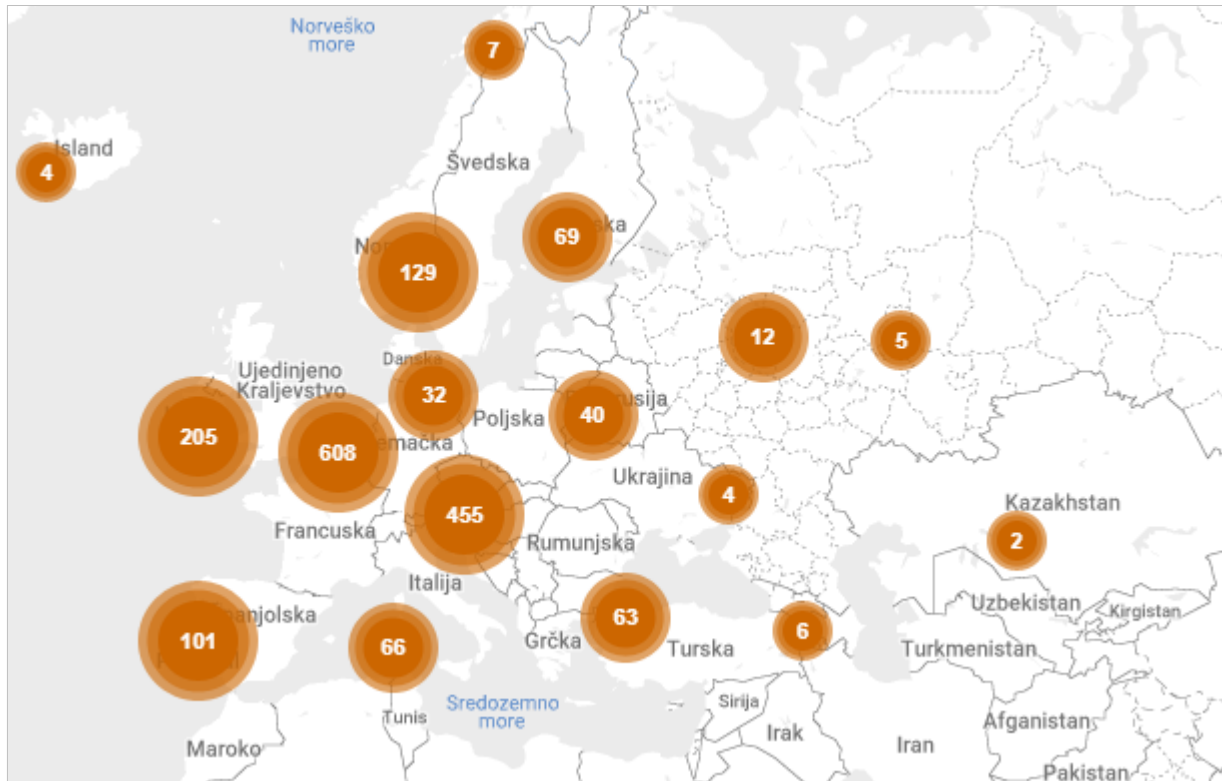 Norveško
more
7
Island
4
Švedska
69
129
12
5
Danska
Ujedinjeno
Kraljevstvo
32
Poljska
40
205
608
455
Ukrajina
4
Kazakhstan
Francuska
Rumunjska
2
Italija
Uzbekistan
Kirgistan
101
66
63
6
Grčka
Turska
Turkmenistan
Sredozemno
more
Sirija
Tunis
Maroko
Irak
Iran
Afganistan
Pakistan